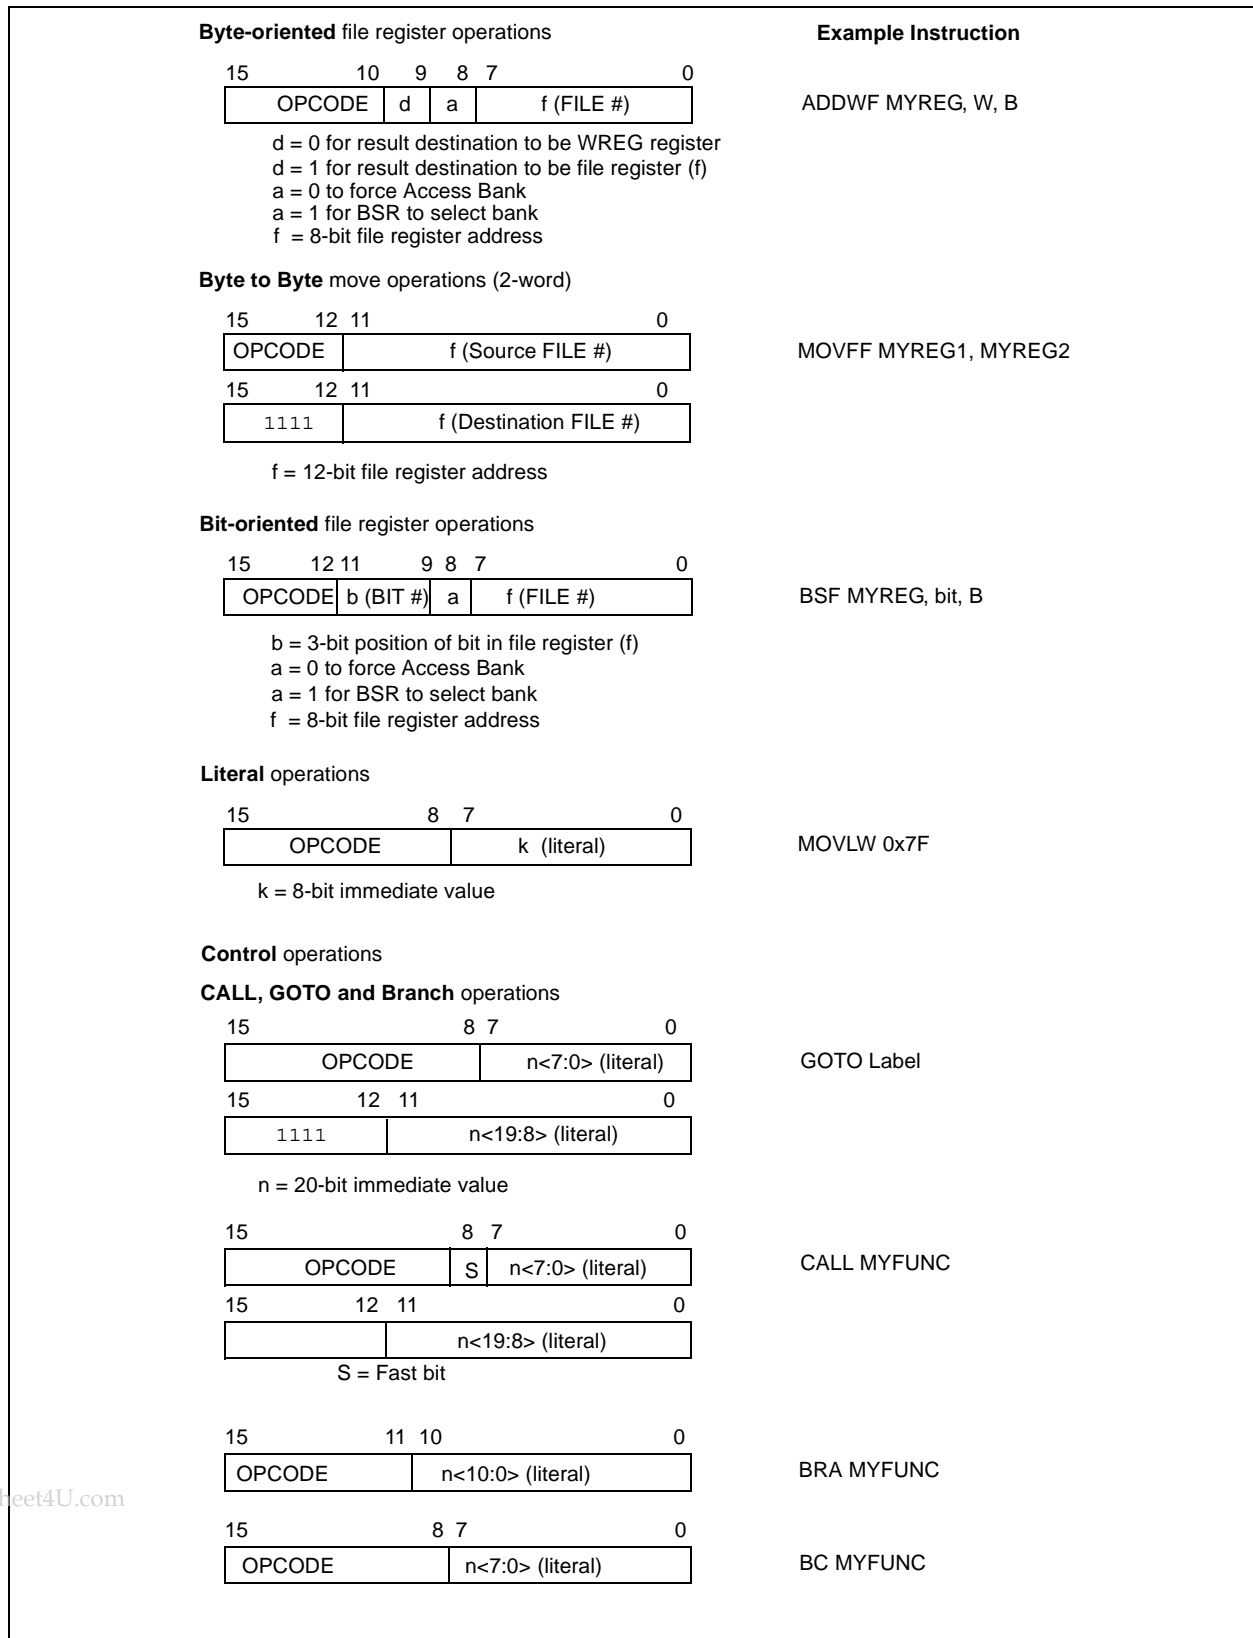 Byte-oriented file register operations Example Instruction
15 10 9 8 7 0
OPCODE d a f (FILE #) ADDWF MYREG, W, B
d = 0 for result destination to be WREG register
d = 1 for result destination to be file register (f)
a = 0 to force Access Bank
a = 1 for BSR to select bank
f = 8-bit file register address
Byte to Byte move operations (2-word)
15 12 11 0
OPCODE f (Source FILE #) MOVFF MYREG1, MYREG2
15 12 11 0
1111 f (Destination FILE #)
f = 12-bit file register address
Bit-oriented file register operations
15 12 11 9 8 7 0
OPCODE b (BIT #) a f (FILE #) BSF MYREG, bit, B
b = 3-bit position of bit in file register (f)
a = 0 to force Access Bank
a = 1 for BSR to select bank
f = 8-bit file register address
Literal operations
15 8 7 0
OPCODE k (literal) MOVLW 0x7F
k = 8-bit immediate value
Control operations
CALL, GOTO and Branch operations
15 8 7 0
OPCODE n<7:0> (literal) GOTO Label
15 12 11 0
1111 n<19:8> (literal)
n = 20-bit immediate value
15 8 7 0
OPCODE S n<7:0> (literal) CALL MYFUNC
15 12 11 0
n<19:8> (literal)
S = Fast bit
15 11 10 0
OPCODE n<10:0> (literal) BRA MYFUNC
heet4U.com
15 8 7 0
OPCODE n<7:0> (literal) BC MYFUNC